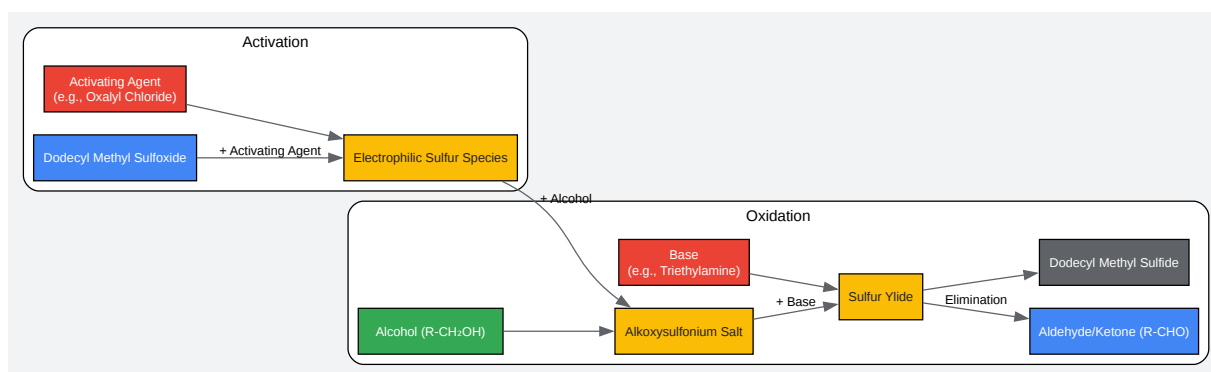 Activation
Activating Agent
(e.g., Oxalyl Chloride)
Dodecyl Methyl Sulfoxide
+ Activating Agent
Electrophilic Sulfur Species
+ Alcohol
Oxidation
Base
(e.g., Triethylamine)
Dodecyl Methyl Sulfide
+ Base
Sulfur Ylide
Elimination
Alcohol (R-CH₂OH)
Alkoxysulfonium Salt
Aldehyde/Ketone (R-CHO)